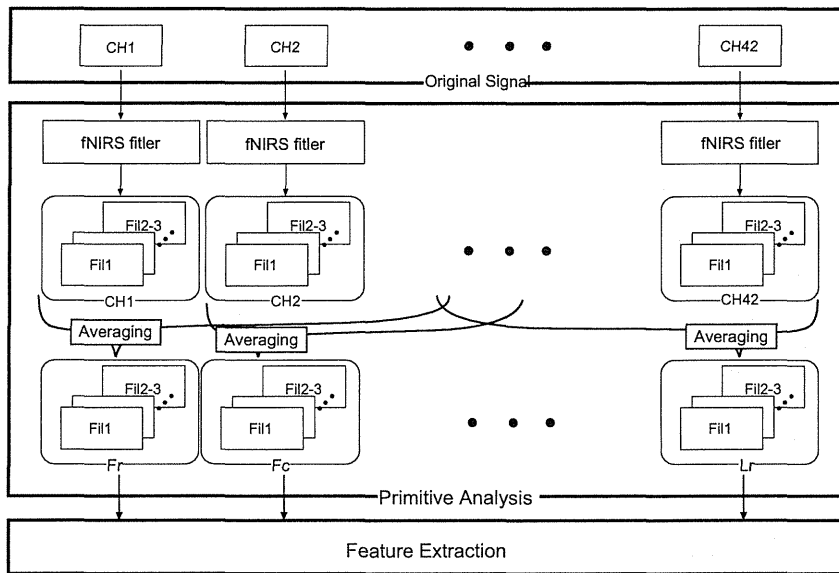 CH1
CH2
CH42
Original Signal
fNIRS fitler
fNIRS fitler
fNIRS fitler
Fil2-3
Fil1
CH1
Fil2-3
Fil1
CH2
Fil2-3
Fil1
CH42
Averaging
Averaging
Averaging
Fil2-3
Fil1
Fr
Fil2-3
Fil1
Fc
Fil2-3
Fil1
Lr
Primitive Analysis
Feature Extraction